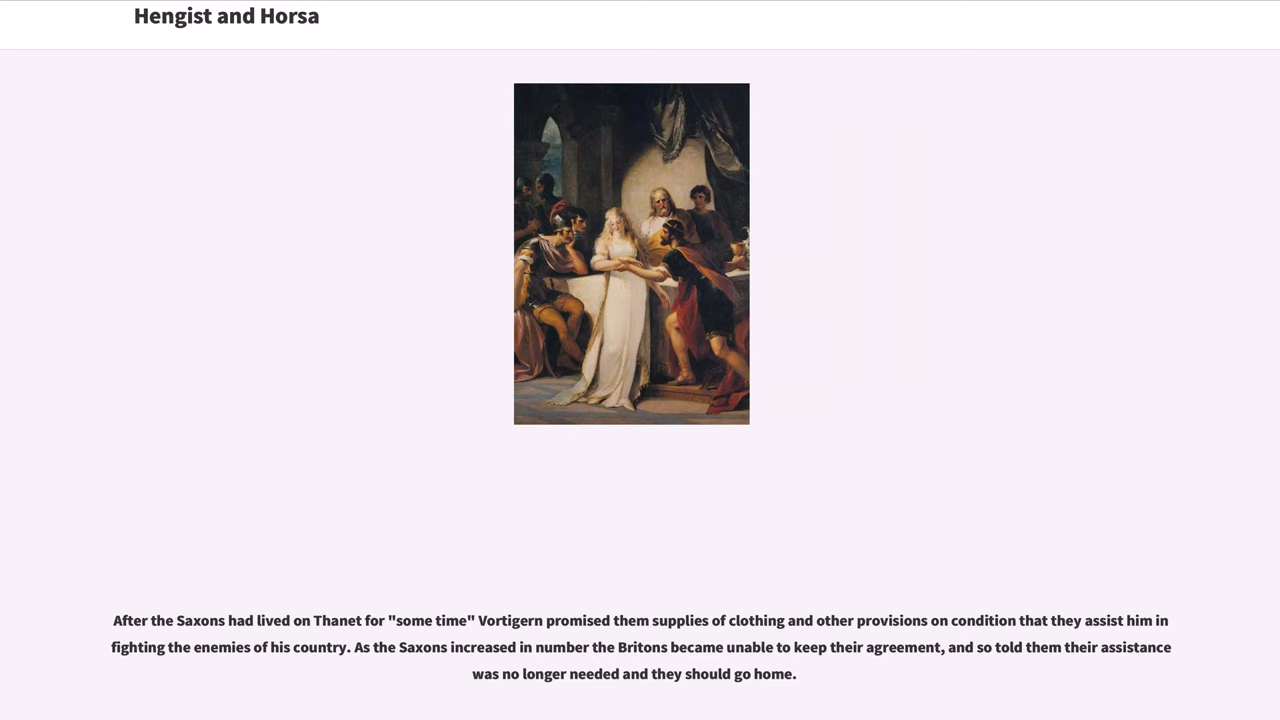 Hengist and Horsa
After the Saxons had lived on Thanet for "some time" Vortigern promised them supplies of clothing and other provisions on condition that they assist him in
fighting the enemies of his country. As the Saxons increased in number the Britons became unable to keep their agreement, and so told them their assistance
was no longer needed and they should go home.